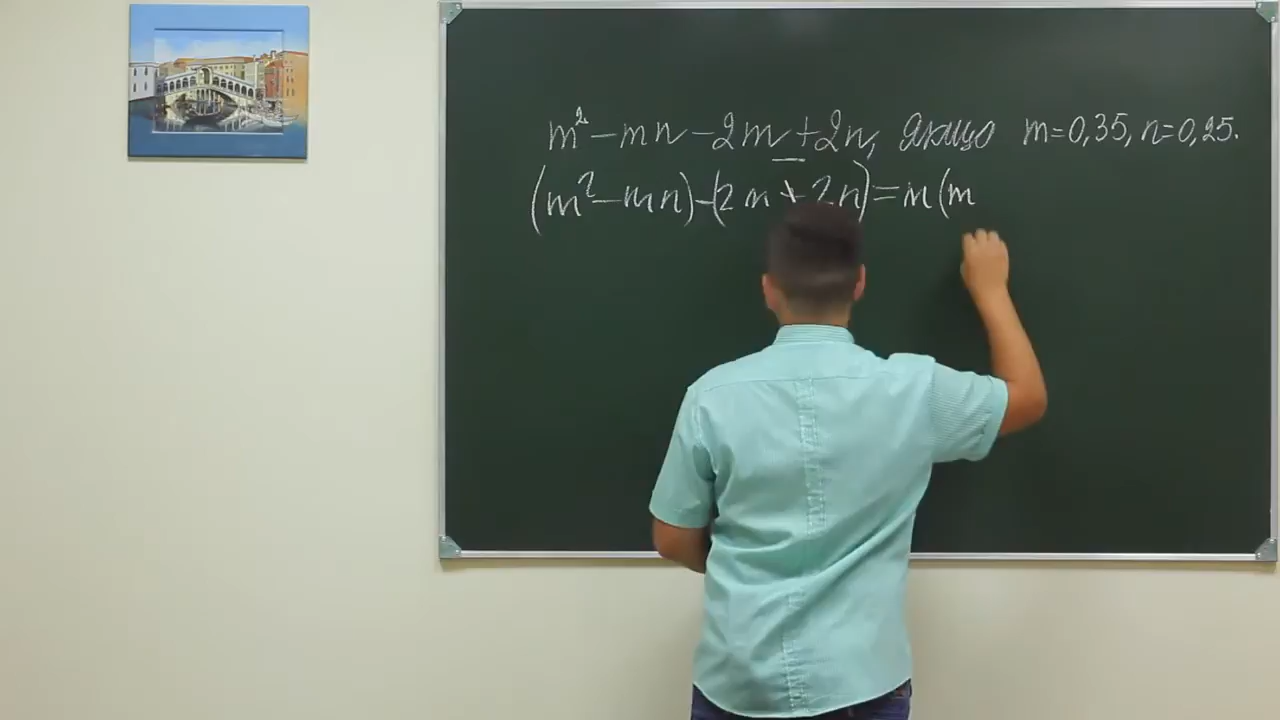 m² – mn – 2m + 2n, якщо m=0,35, n=0,25.
(m² – mn) – (2m – 2n) = m(m